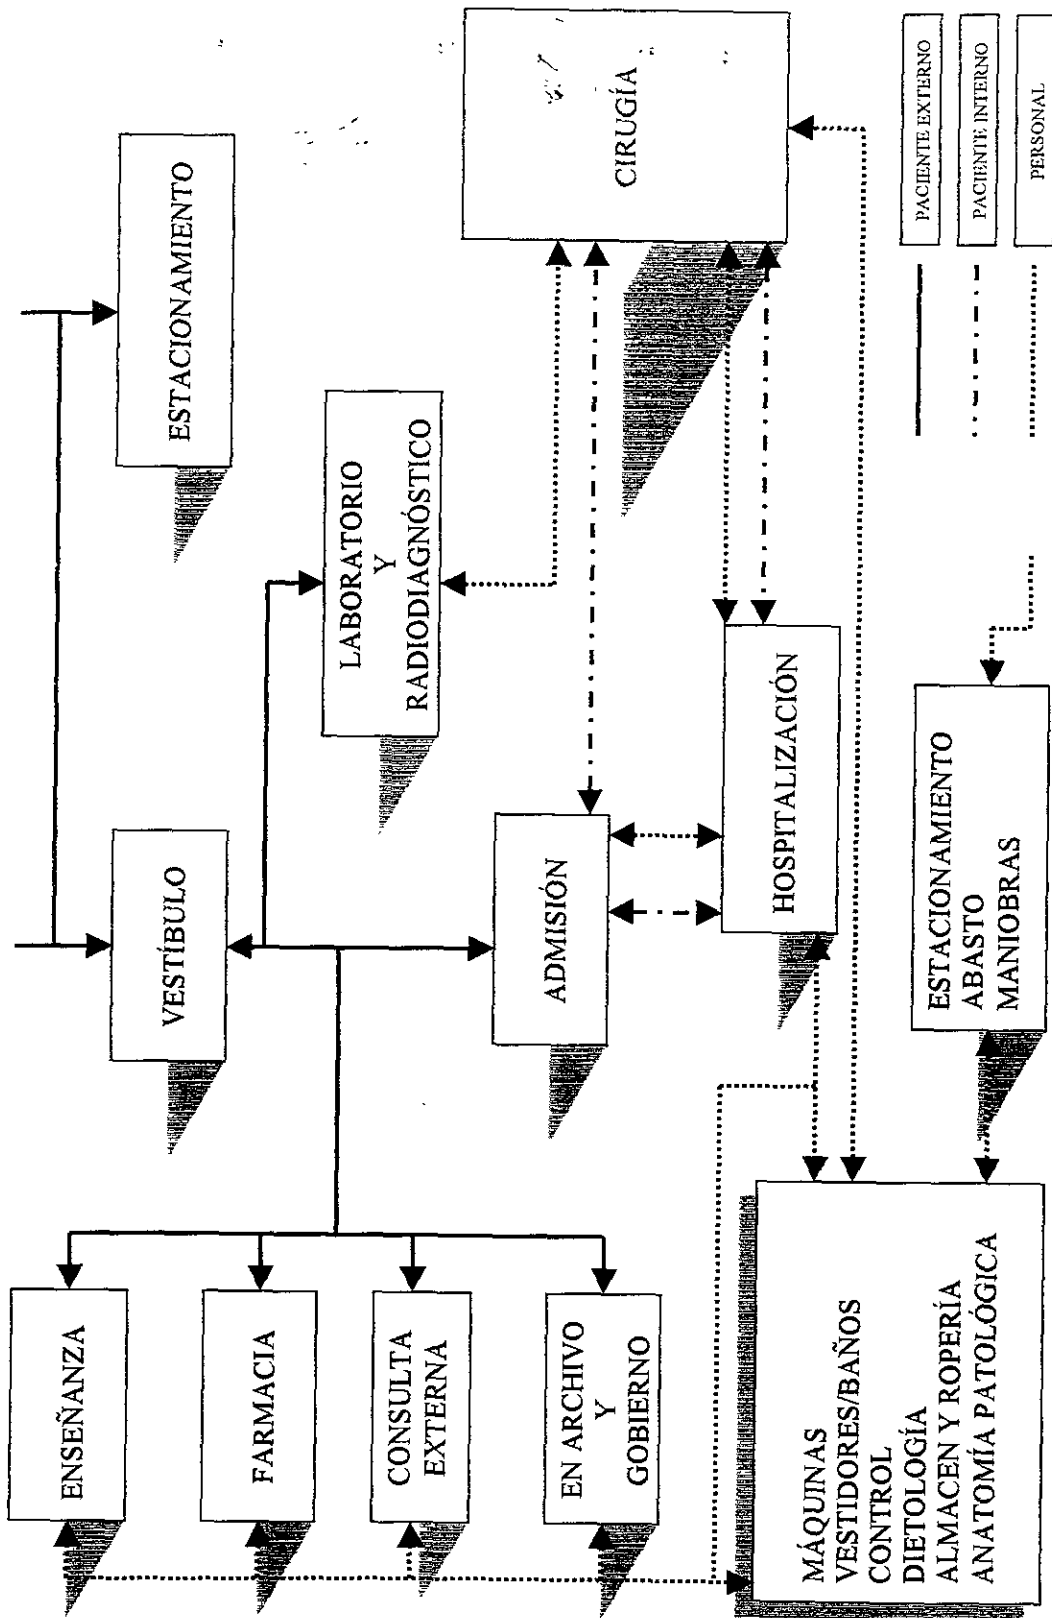 ENSEÑANZA
FARMACIA
CONSULTA
EXTERNA
EN ARCHIVO
Y
GOBIERNO
MÁQUINAS
VESTIDORES/BAÑOS
CONTROL
DIETOLOGÍA
ALMACEN Y ROPERÍA
ANATOMÍA PATOLÓGICA
VESTÍBULO
ADMISIÓN
HOSPITALIZACIÓN
ESTACIONAMIENTO
ABASTO
MANIOBRAS
LABORATORIO
Y
RADIODIAGNÓSTICO
ESTACIONAMIENTO
CIRUGÍA
PACIENTE EXTERNO
PACIENTE INTERNO
PERSONAL